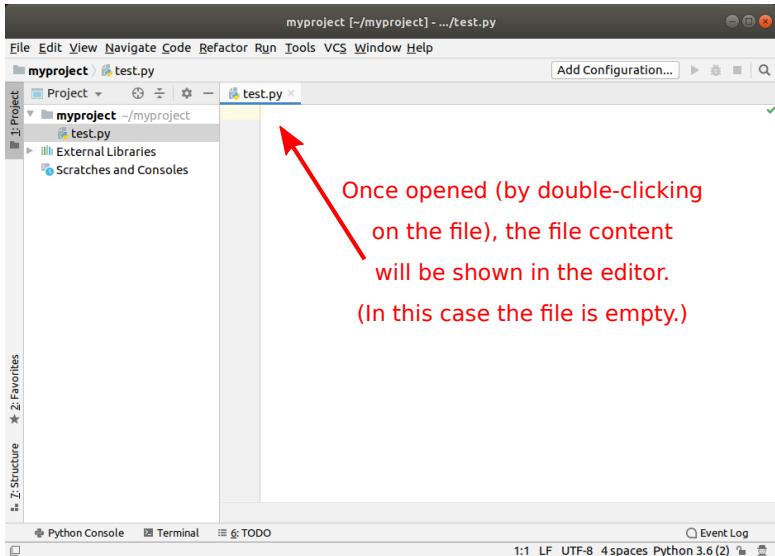 myproject [~/myproject] - .../test.py
File Edit View Navigate Code Refactor Run Tools VCS Window Help
myproject test.py Add Configuration...
1: Project
Project
test.py
myproject ~/myproject
test.py
External Libraries
Scratches and Consoles
Once opened (by double-clicking
on the file), the file content
will be shown in the editor.
(In this case the file is empty.)
2: Favorites
7: Structure
Python Console Terminal 6: TODO Event Log
1:1 LF UTF-8 4 spaces Python 3.6 (2)